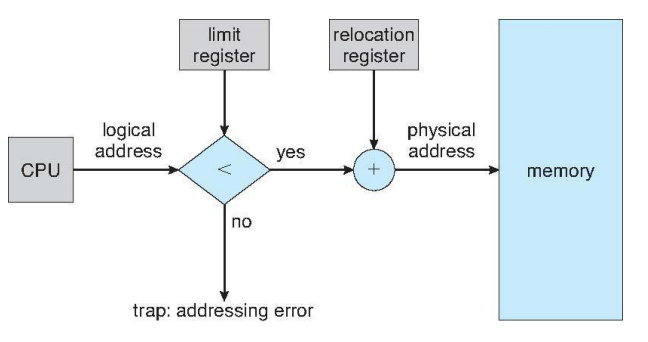 limit
register
relocation
register
logical
address
physical
address
CPU
<
yes
+
memory
no
trap: addressing error